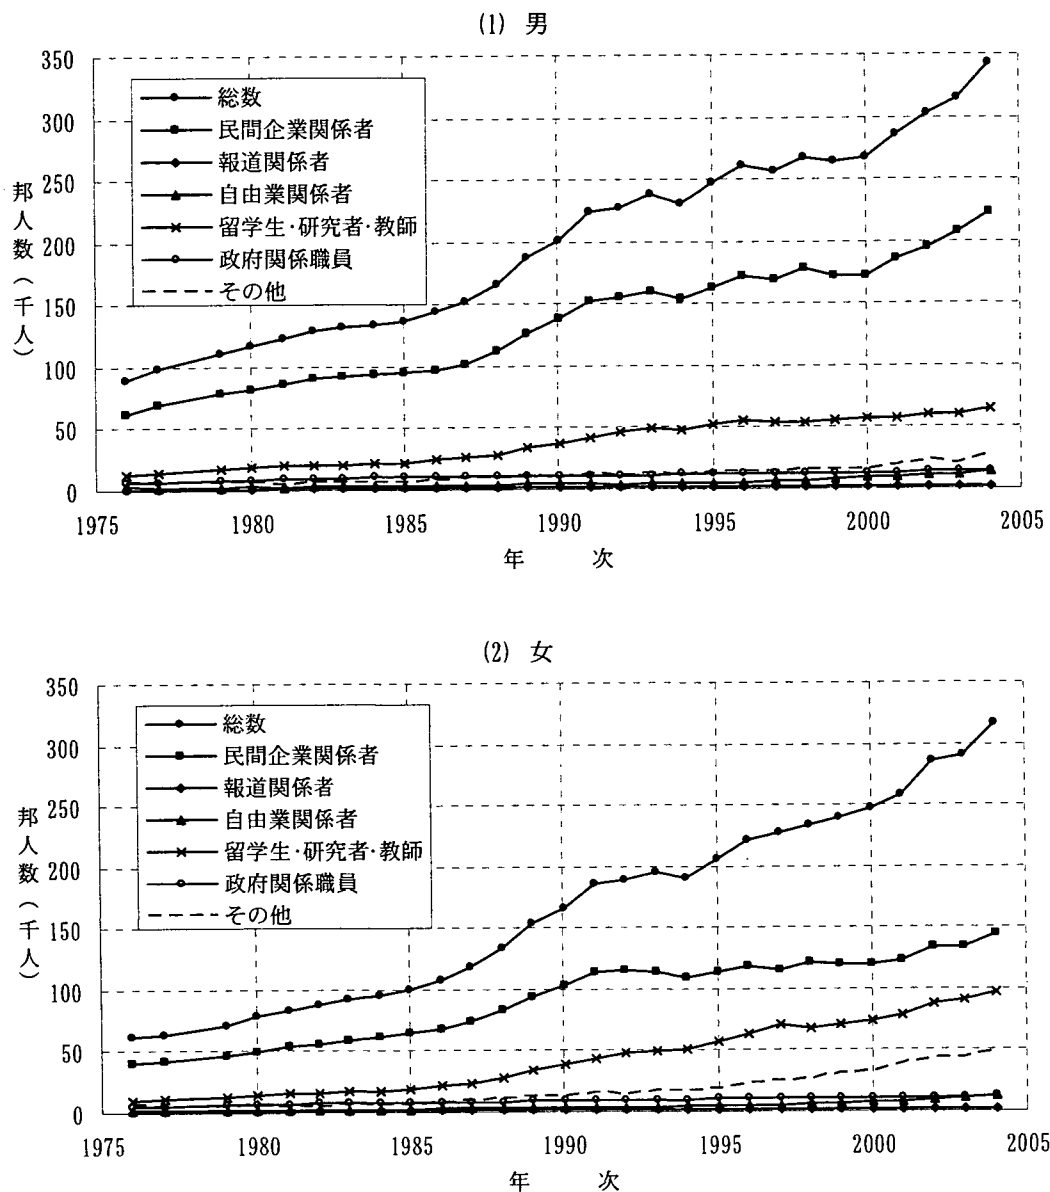 (1) 男
350
300
250
200
150
100
50
0
邦人数(千人)
総数
民間企業関係者
報道関係者
自由業関係者
留学生・研究者・教師
政府関係職員
その他
1975 1980 1985 1990 1995 2000 2005
年 次
(2) 女
350
300
250
200
150
100
50
0
邦人数(千人)
総数
民間企業関係者
報道関係者
自由業関係者
留学生・研究者・教師
政府関係職員
その他
1975 1980 1985 1990 1995 2000 2005
年 次